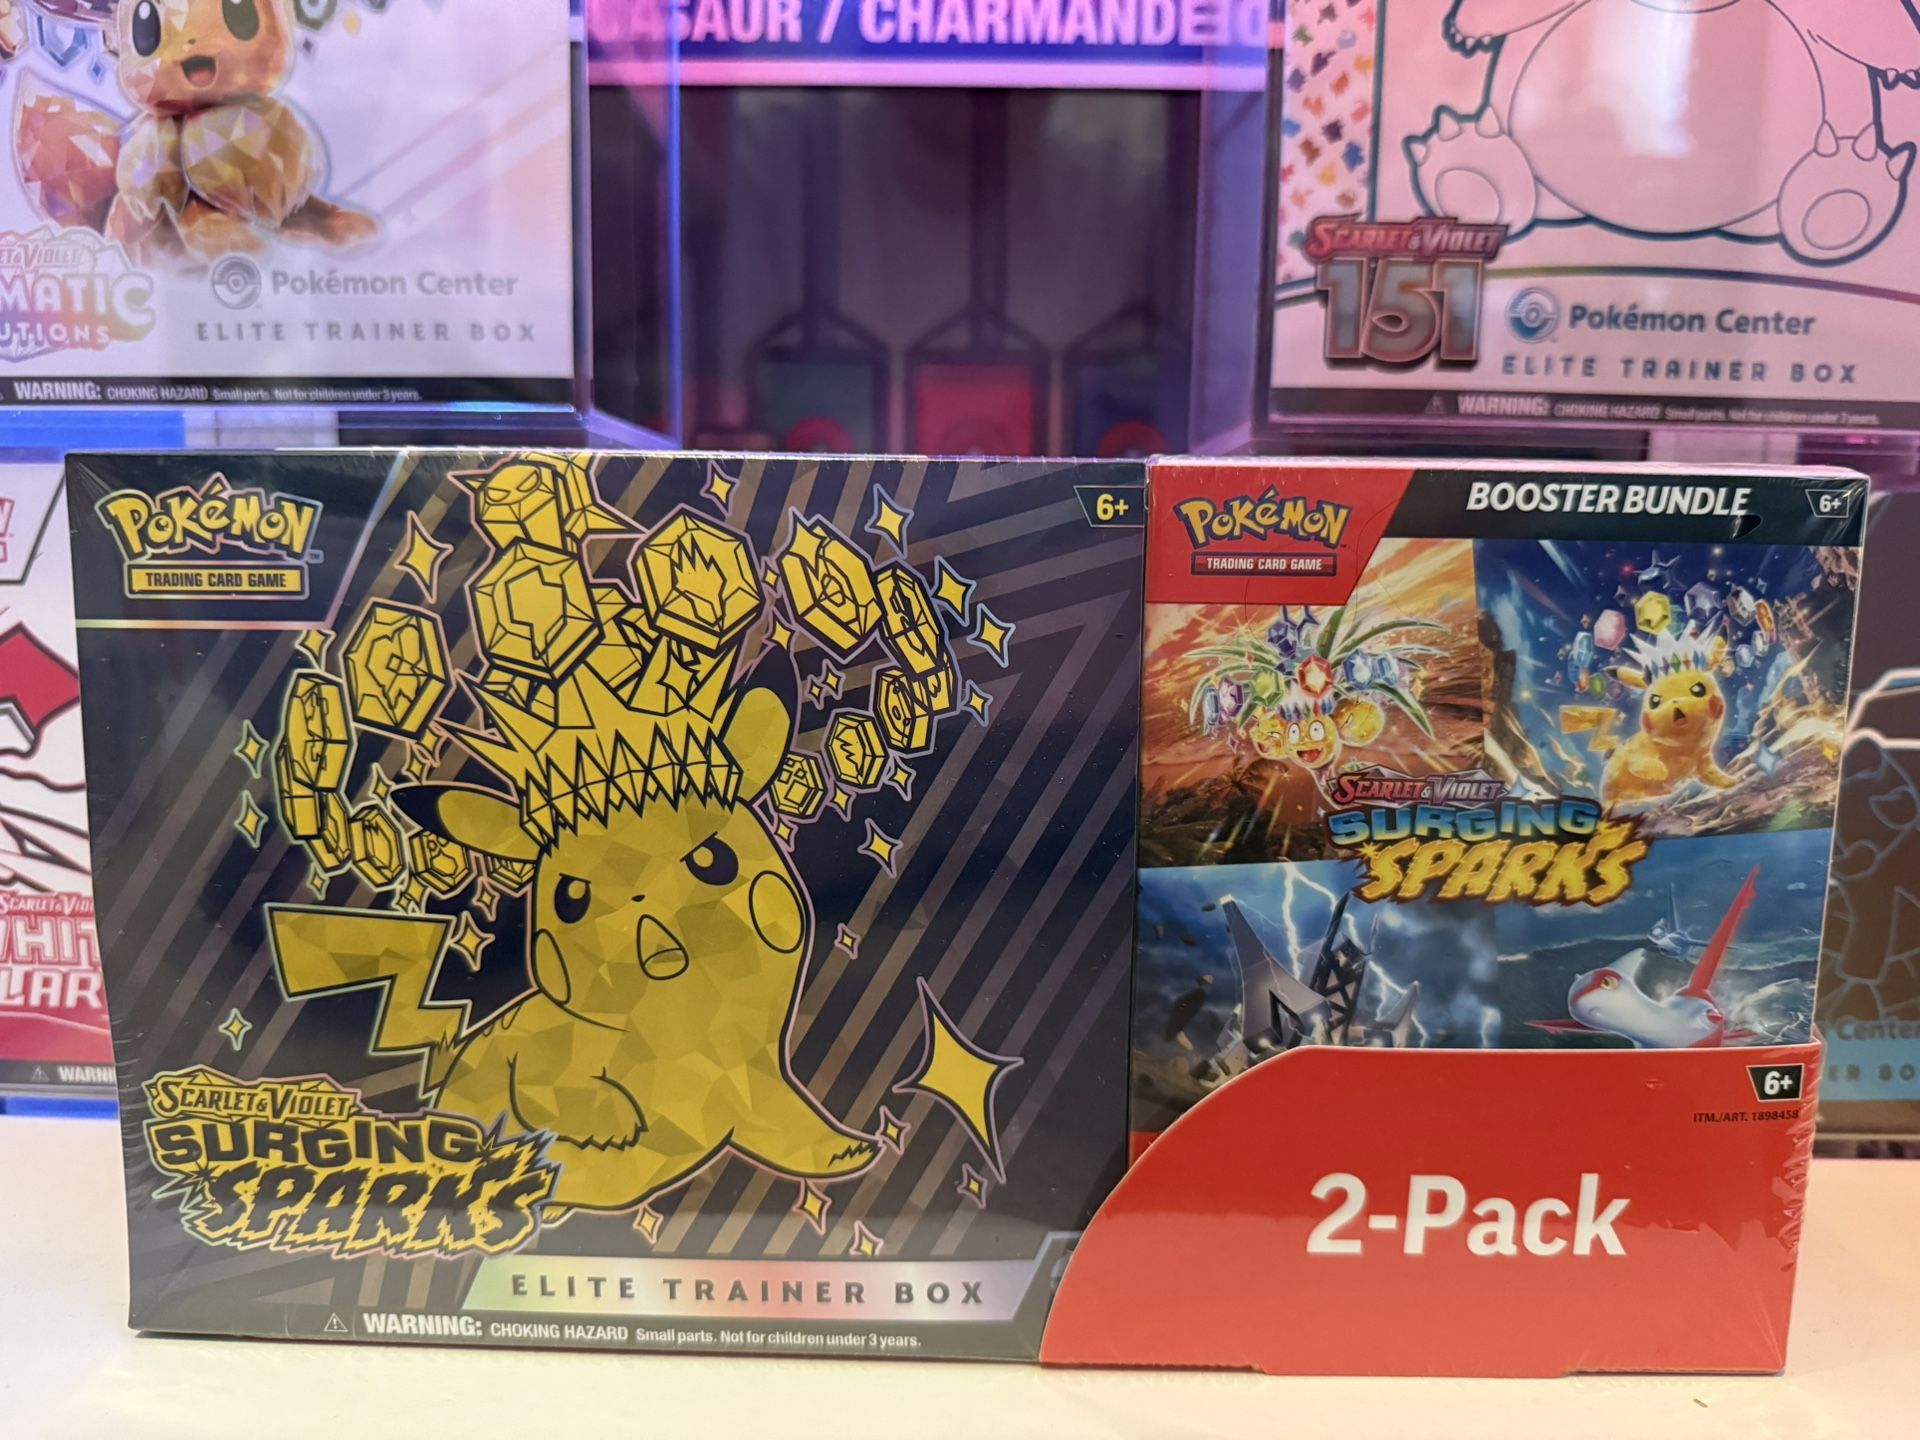 ASAUR / CHARMANDE
Pokémon Center
ELITE TRAINER BOX
WARNING: CHOKING HAZARD Small parts. Not for children under 3 years.
SCARLET & VIOLET
151
Pokémon Center
ELITE TRAINER BOX
WARNING: CHOKING HAZARD Small parts. Not for children under 3 years.
POKéMON
TRADING CARD GAME
6+
SCARLET & VIOLET
SURGING
SPARKS
ELITE TRAINER BOX
WARNING: CHOKING HAZARD Small parts. Not for children under 3 years.
POKéMON
TRADING CARD GAME
BOOSTER BUNDLE
6+
SCARLET & VIOLET
SURGING
SPARKS
6+
ITM./ART. 1898458
2-Pack
Center